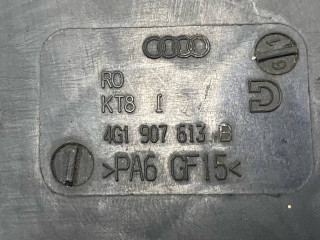 RO
KT8 I
4G1 907 613 B
>PA6 GF15<